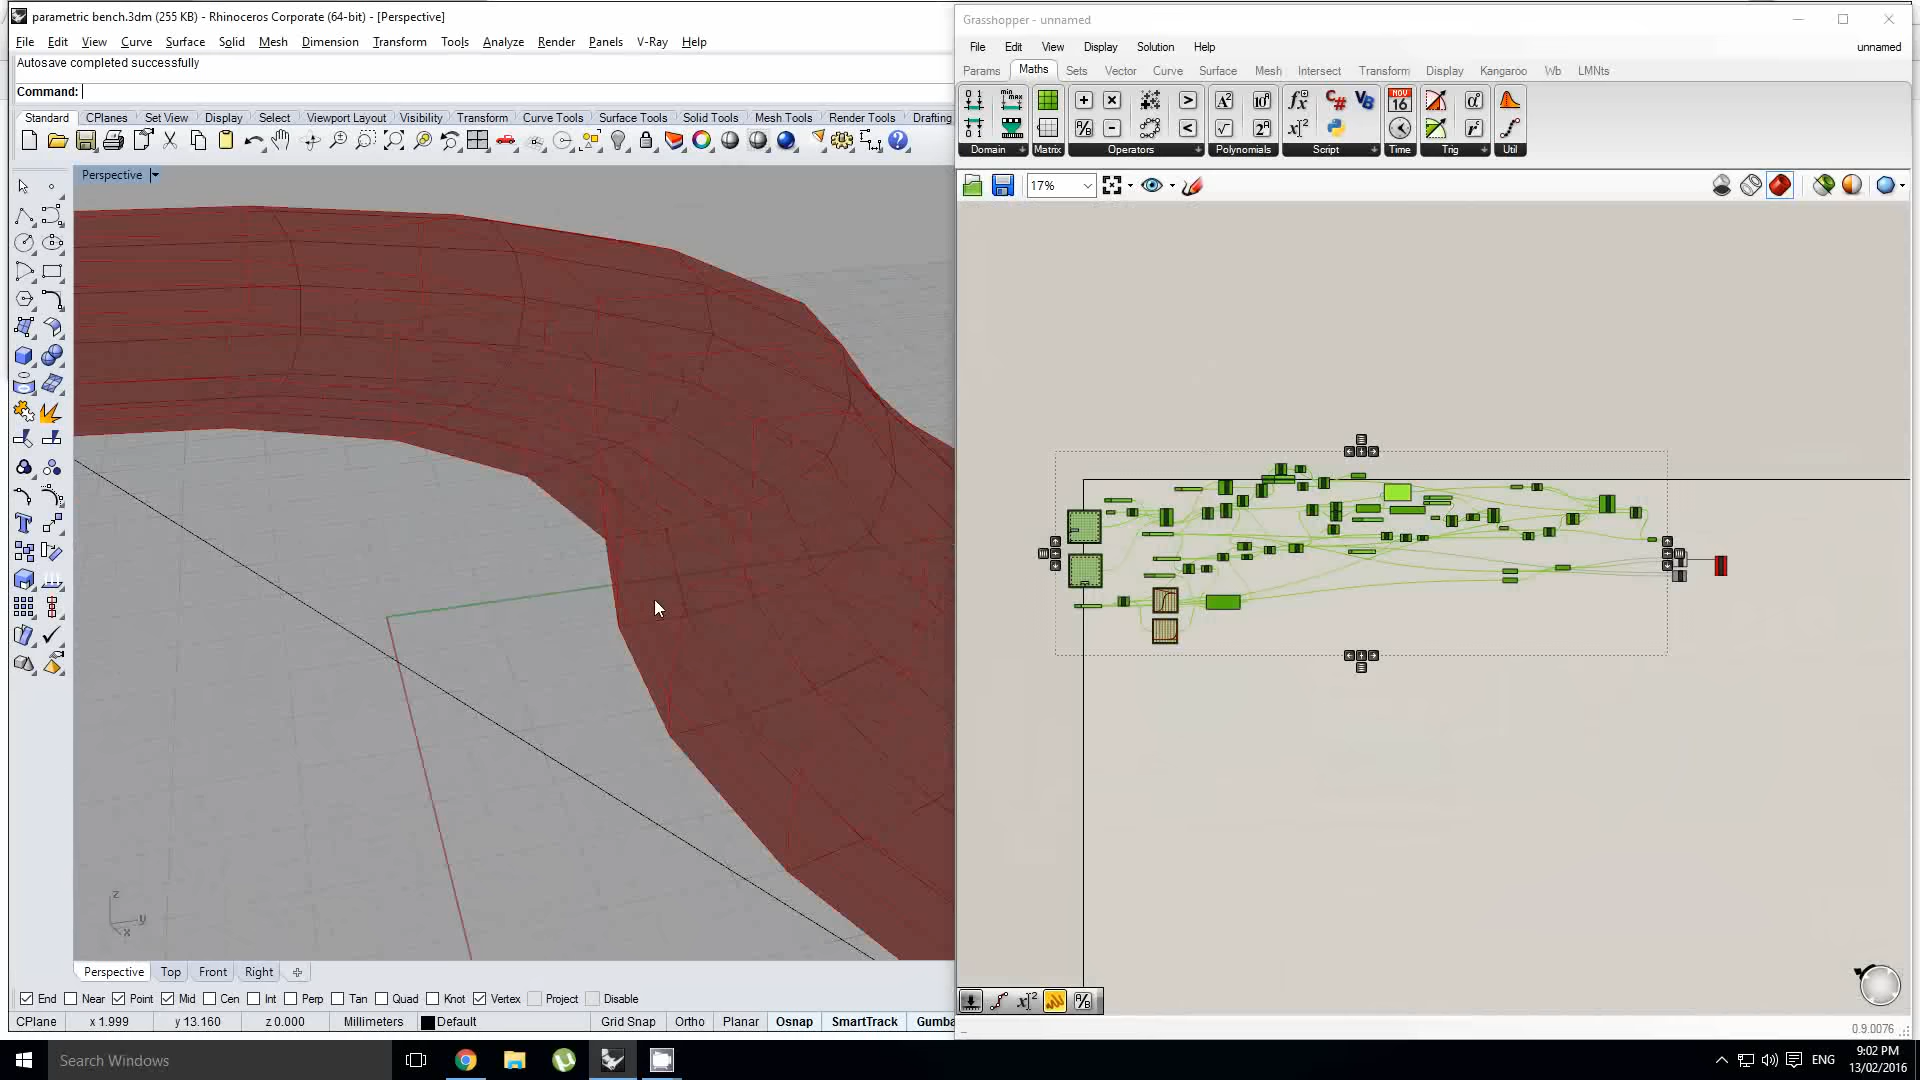 parametric bench.3dm (255 KB) - Rhinoceros Corporate (64-bit) - [Perspective]
File Edit View Curve Surface Solid Mesh Dimension Transform Tools Analyze Render Panels V-Ray Help
Autosave completed successfully
Command:
Standard CPlanes Set View Display Select Viewport Layout Visibility Transform Curve Tools Surface Tools Solid Tools Mesh Tools Render Tools Drafting
Perspective
z
y
x
Perspective Top Front Right
End Near Point Mid Cen Int Perp Tan Quad Knot Vertex Project Disable
CPlane x 1.999 y 13.160 z 0.000 Millimeters Default Grid Snap Ortho Planar Osnap SmartTrack Gumba
Grasshopper - unnamed
File Edit View Display Solution Help unnamed
Params Maths Sets Vector Curve Surface Mesh Intersect Transform Display Kangaroo Wb LMNts
Domain Matrix Operators Polynomials Script Time Trig Util
17%
0.9.0076
Search Windows
ENG
9:02 PM
13/02/2016